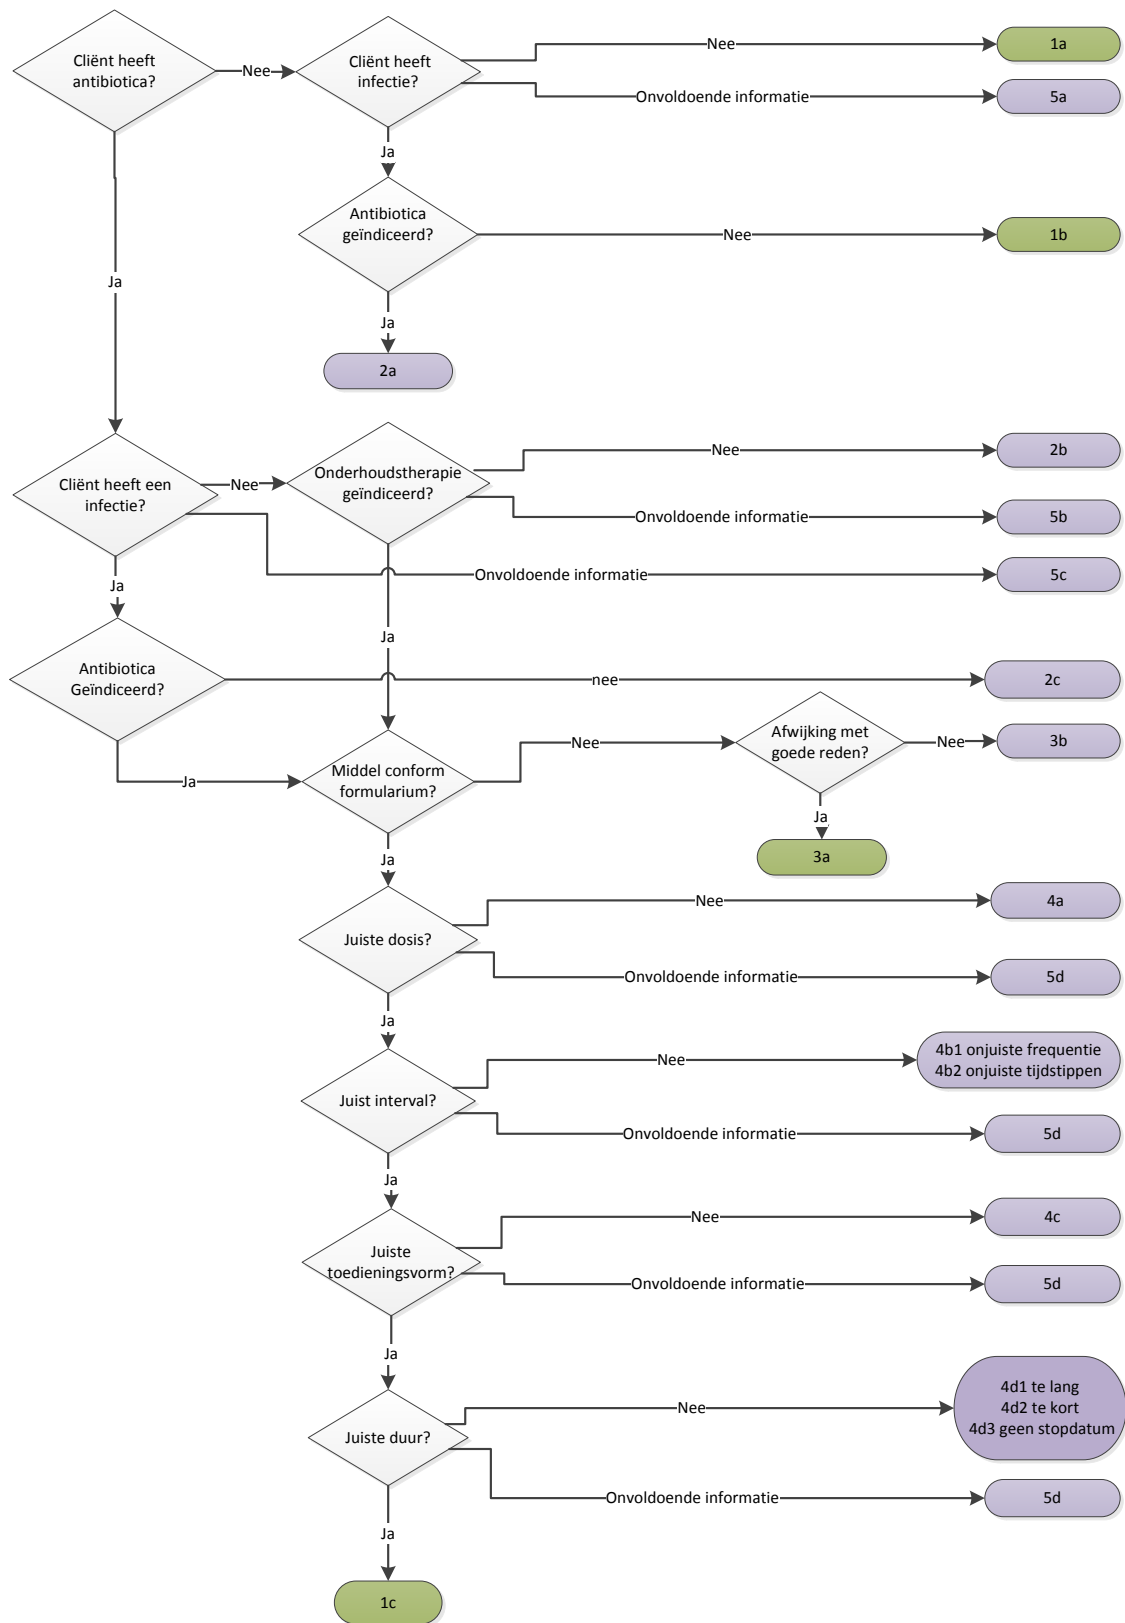 Cliënt heeft
antibiotica?
Nee
Cliënt heeft
infectie?
Nee
1a
Onvoldoende informatie
5a
Ja
Antibiotica
geïndiceerd?
Nee
1b
Ja
Ja
2a
Cliënt heeft een
infectie?
Nee
Onderhoudstherapie
geïndiceerd?
Nee
2b
Onvoldoende informatie
5b
Onvoldoende informatie
5c
Ja
Ja
Antibiotica
Geïndiceerd?
nee
2c
Ja
Middel conform
formularium?
Nee
Afwijking met
goede reden?
Nee
3b
Ja
3a
Ja
Juiste dosis?
Nee
4a
Onvoldoende informatie
5d
Ja
Juist interval?
Nee
4b1 onjuiste frequentie
4b2 onjuiste tijdstippen
Onvoldoende informatie
5d
Ja
Juiste
toedieningsvorm?
Nee
4c
Onvoldoende informatie
5d
Ja
Juiste duur?
Nee
4d1 te lang
4d2 te kort
4d3 geen stopdatum
Onvoldoende informatie
5d
Ja
1c